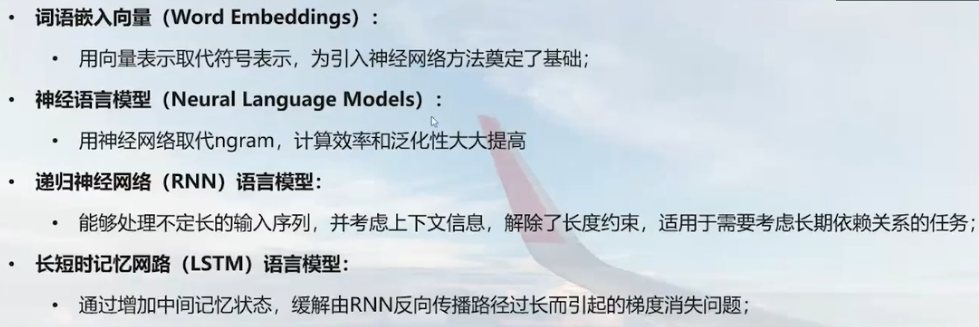 • 词语嵌入向量（Word Embeddings）：
• 用向量表示取代符号表示，为引入神经网络方法奠定了基础；
• 神经语言模型（Neural Language Models）：
• 用神经网络取代ngram，计算效率和泛化性大大提高
• 递归神经网络（RNN）语言模型：
• 能够处理不定长的输入序列，并考虑上下文信息，解除了长度约束，适用于需要考虑长期依赖关系的任务；
• 长短时记忆网路（LSTM）语言模型：
• 通过增加中间记忆状态，缓解由RNN反向传播路径过长而引起的梯度消失问题；